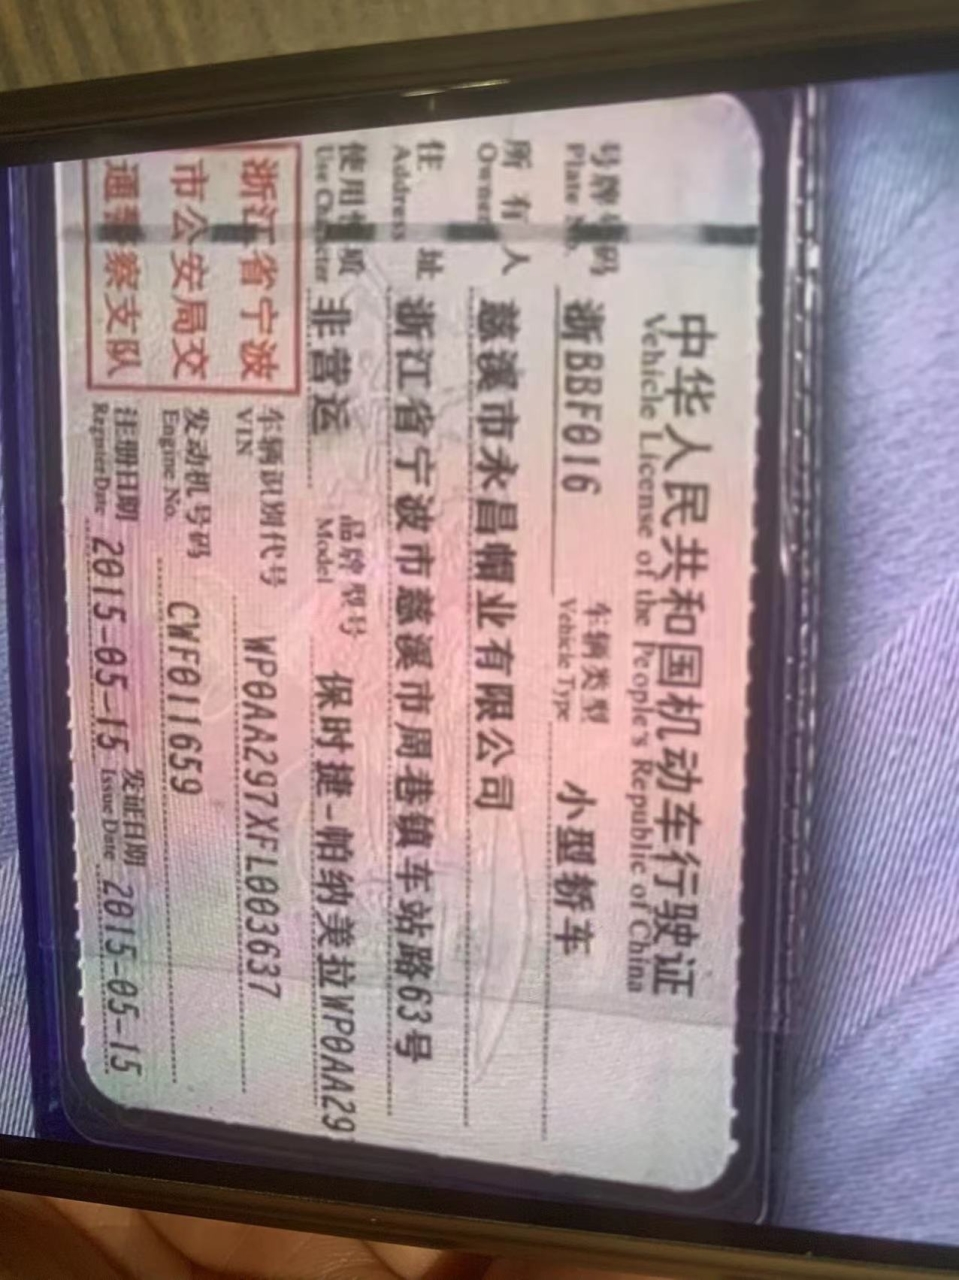 中华人民共和国机动车行驶证
Vehicle License of the People's Republic of China
号牌号码 浙BBF016 车辆类型 小型轿车
Plate No. Vehicle Type
所有人 慈溪市永昌帽业有限公司
Owner
住址 浙江省宁波市慈溪市周巷镇车站路63号
Address
使用性质 非营运 品牌型号 保时捷-帕纳美拉WP0AA29
Use Character Model
浙江省宁波
市公安局交
通警察支队
车辆识别代号 WP0AA297XFL003637
VIN
发动机号码 CWF011659
Engine No.
注册日期 2015-05-15 发证日期 2015-05-15
Register Date Issue Date